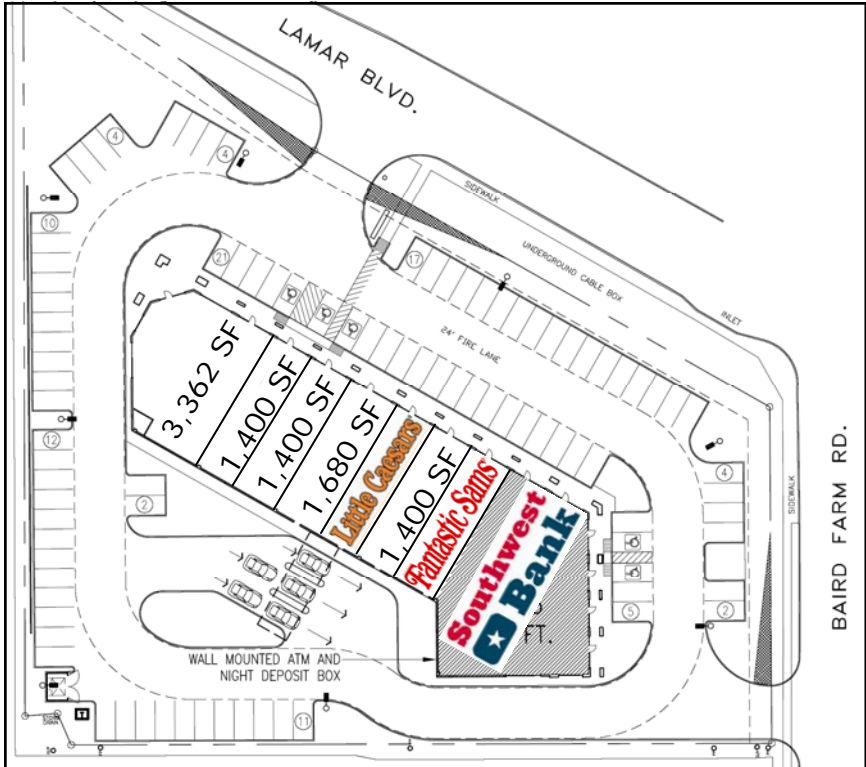 LAMAR BLVD.
SIDEWALK
UNDERGROUND CABLE BOX
INLET
24' FIRE LANE
BAIRD FARM RD.
SIDEWALK
4
4
10
21
17
12
2
4
5
2
11
3,362 SF
1,400 SF
1,400 SF
1,680 SF
Little Caesars
1,400 SF
Fantastic Sams
Southwest
Bank
FT.
WALL MOUNTED ATM AND
NIGHT DEPOSIT BOX
T